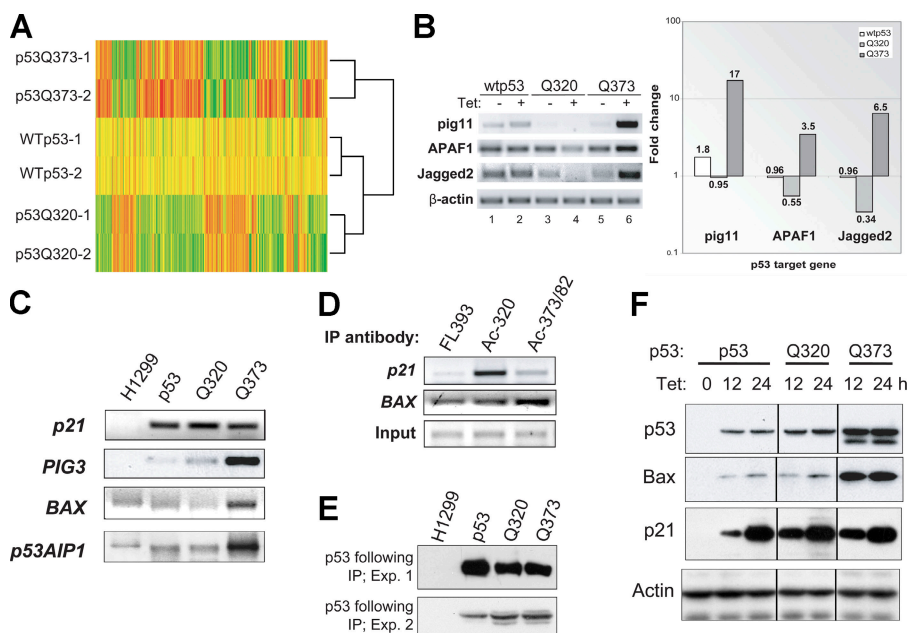 A
p53Q373-1
p53Q373-2
WTp53-1
WTp53-2
p53Q320-1
p53Q320-2
B
wtp53 Q320 Q373
Tet: - + - + - +
pig11
APAF1
Jagged2
β-actin
1 2 3 4 5 6
Fold change
100
10
1
0.1
wtp53
Q320
Q373
1.8
0.95
17
0.96
0.55
3.5
0.96
0.34
6.5
pig11 APAF1 Jagged2
p53 target gene
C
H1299 p53 Q320 Q373
p21
PIG3
BAX
p53AIP1
D
IP antibody: FL393 Ac-320 Ac-373/82
p21
BAX
Input
E
H1299 p53 Q320 Q373
p53 following
IP; Exp. 1
p53 following
IP; Exp. 2
F
p53: p53 Q320 Q373
Tet: 0 12 24 12 24 12 24 h
p53
Bax
p21
Actin